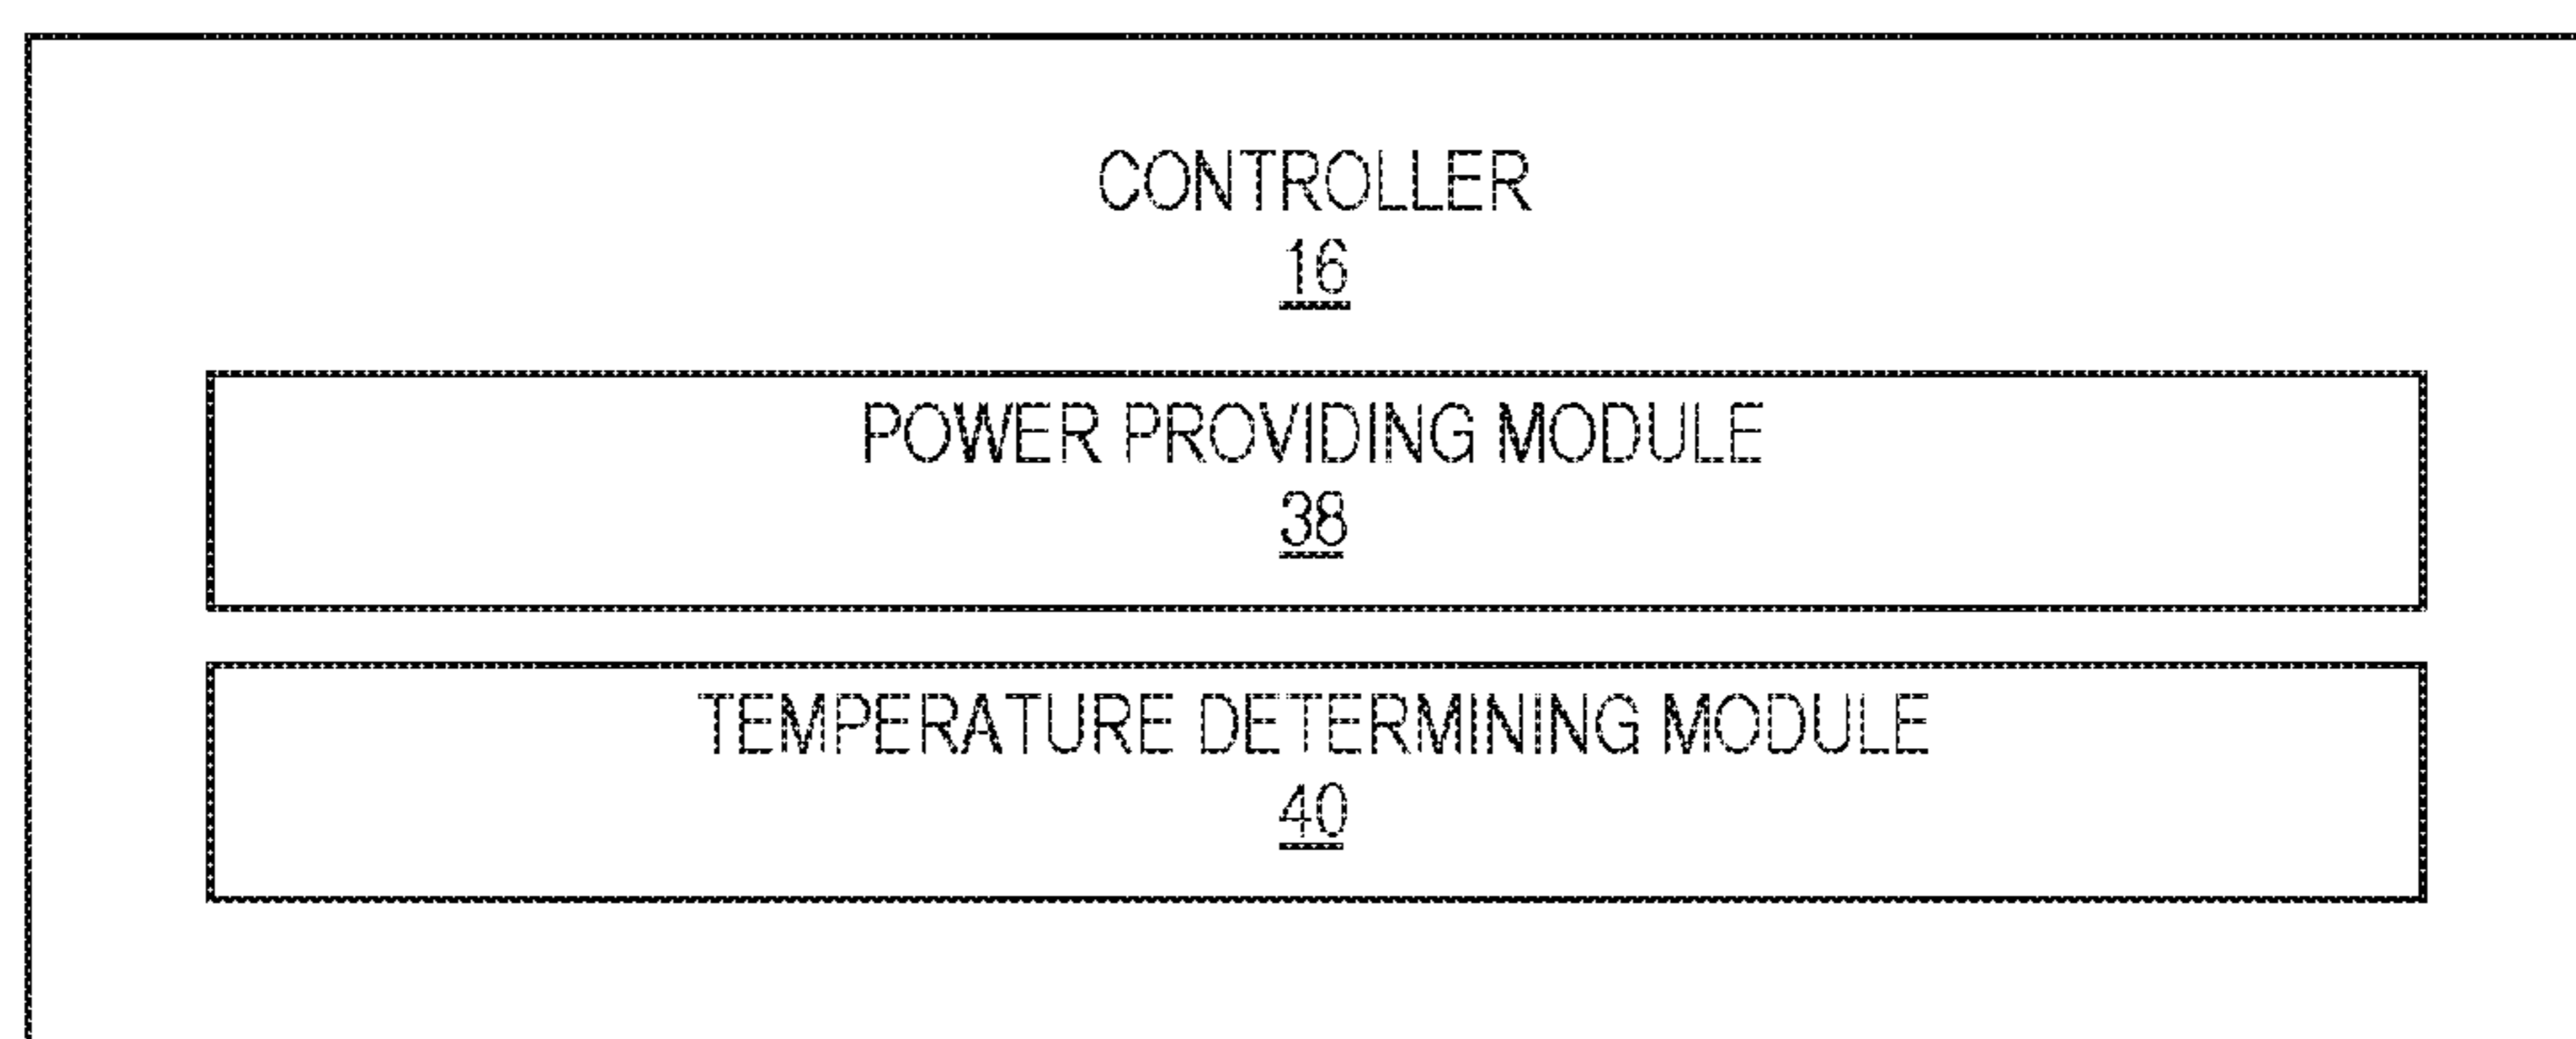 CONTROLLER
16
POWER PROVIDING MODULE
38
TEMPERATURE DETERMINING MODULE
40